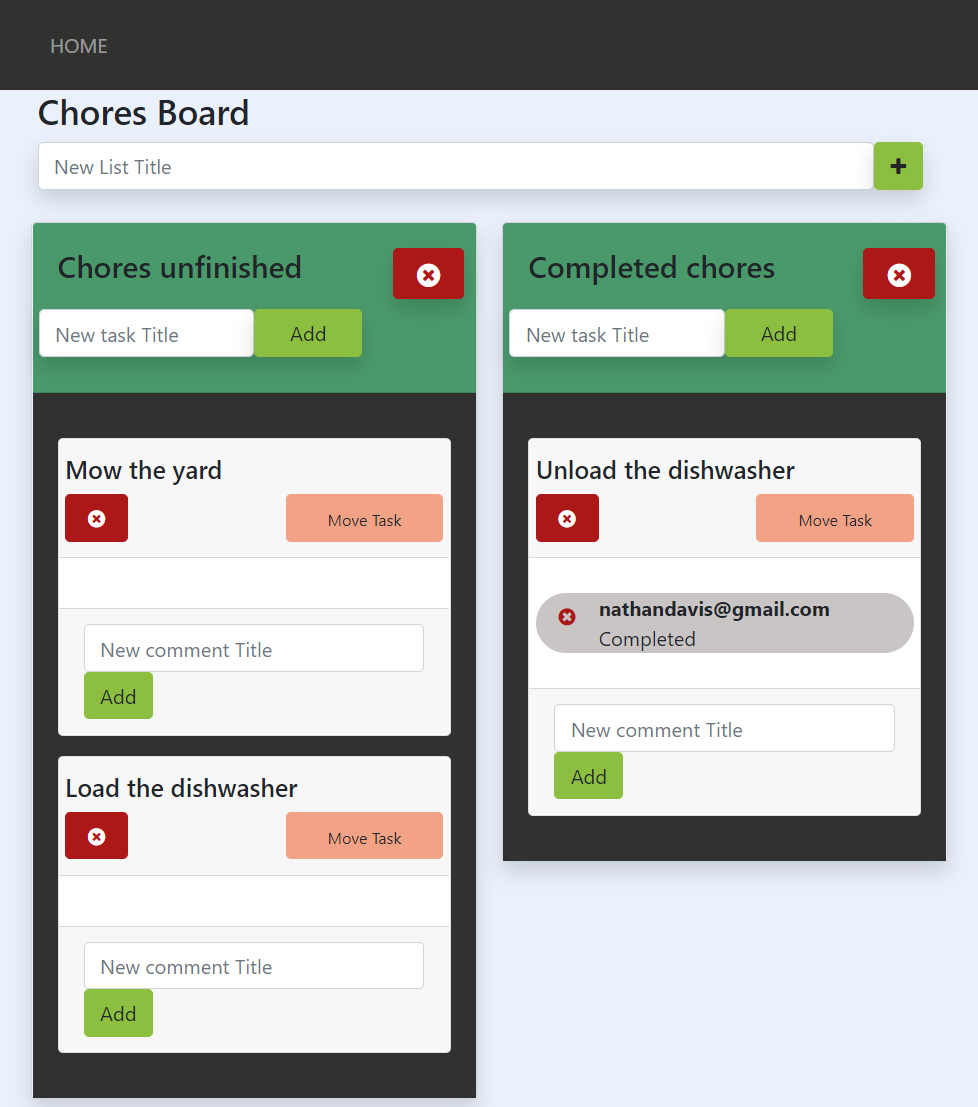 HOME
Chores Board
New List Title
Chores unfinished
New task Title
Add
Mow the yard
Move Task
New comment Title
Add
Load the dishwasher
Move Task
New comment Title
Add
Completed chores
New task Title
Add
Unload the dishwasher
Move Task
nathandavis@gmail.com
Completed
New comment Title
Add